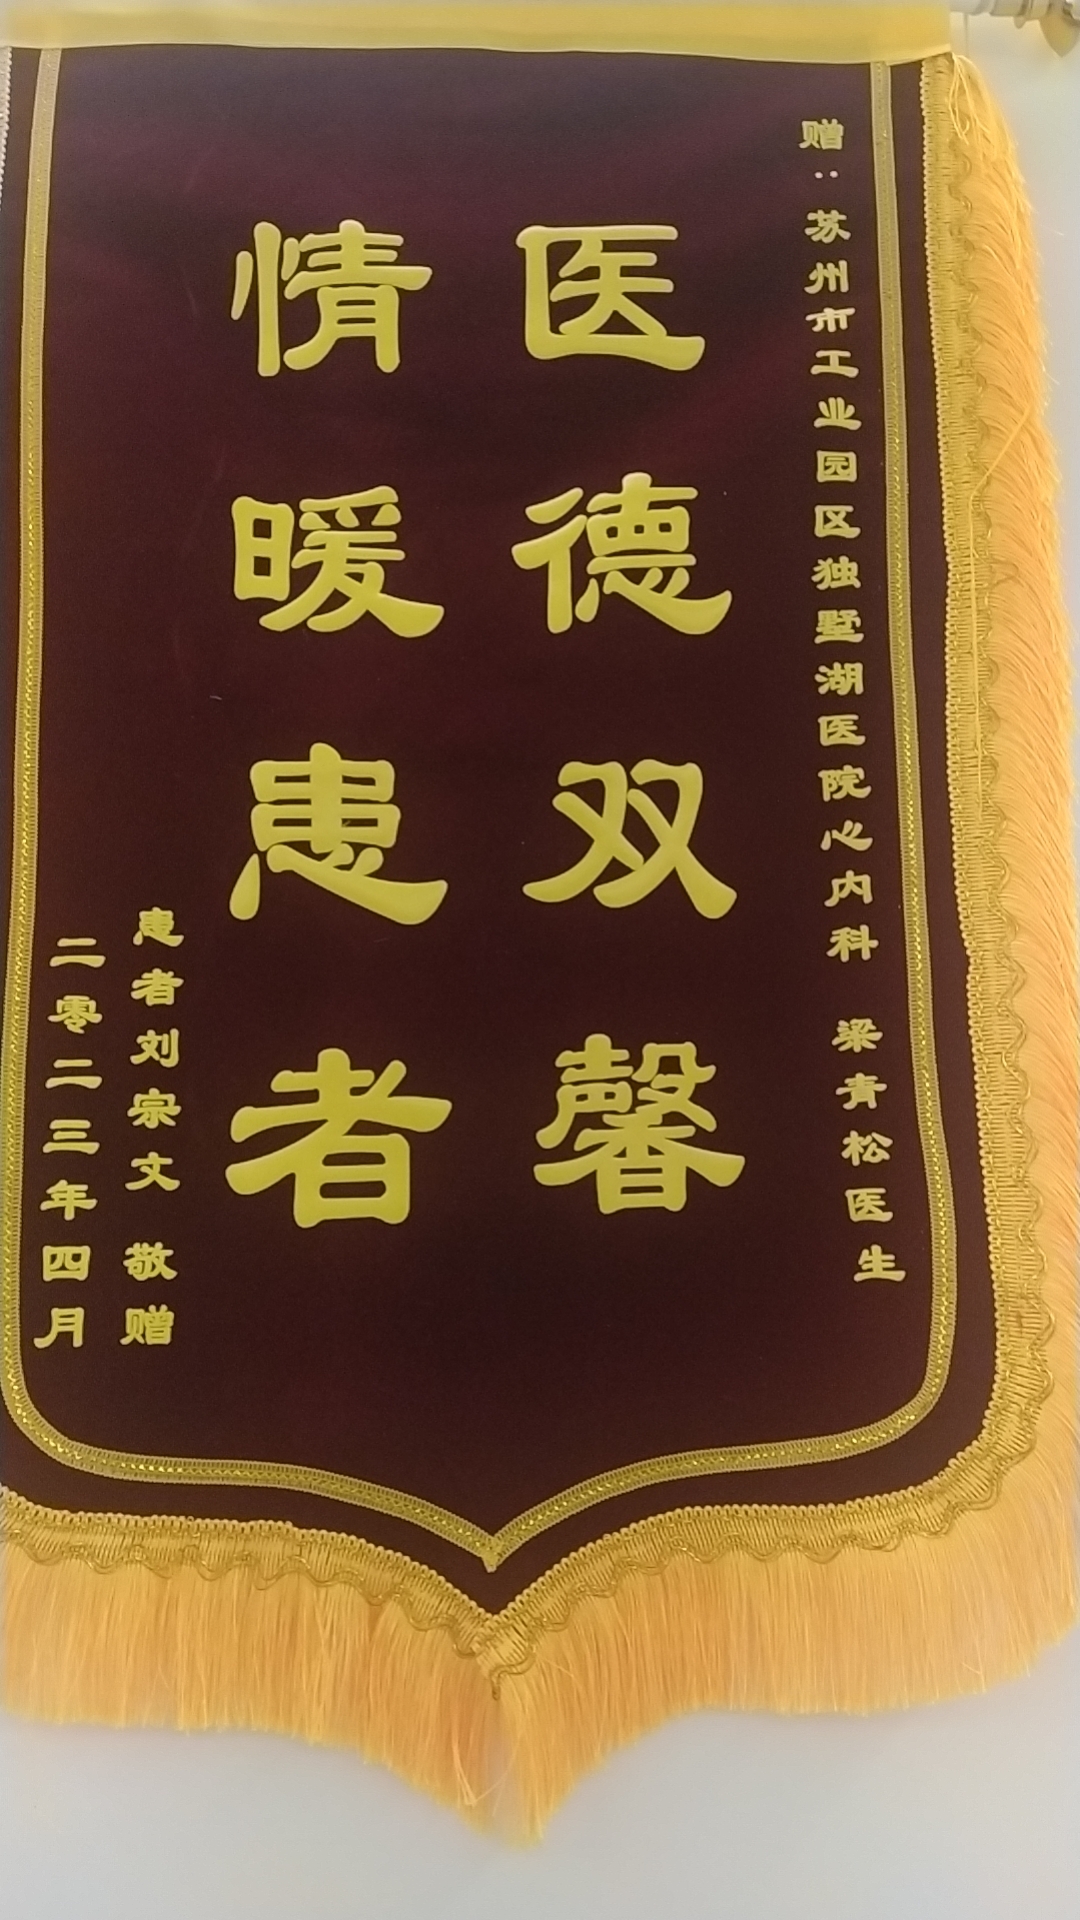 赠：苏州市工业园区独墅湖医院心内科 梁青松医生
医德双馨
情暖患者
患者刘宗文 敬赠
二零二三年四月